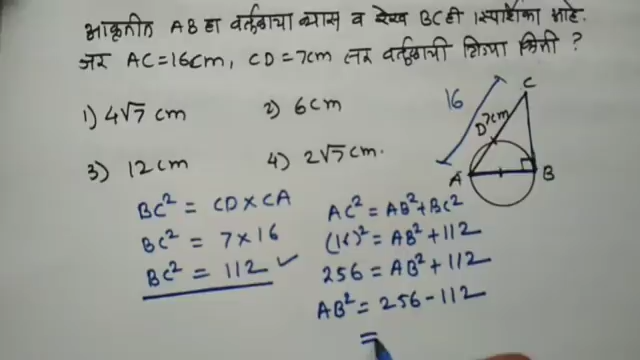 आकृतीत AB हा वर्तुळाचा व्यास व रेख BC ही स्पर्शिका आहे.
जर AC = 16cm, CD = 7cm तर वर्तुळाची त्रिज्या किती ?
1) 4√7 cm
2) 6cm
3) 12cm
4) 2√7 cm.
16
C
D
7cm
A
B
BC² = CD × CA
BC² = 7 × 16
BC² = 112 ✓
AC² = AB² + BC²
(16)² = AB² + 112
256 = AB² + 112
AB² = 256 - 112
=